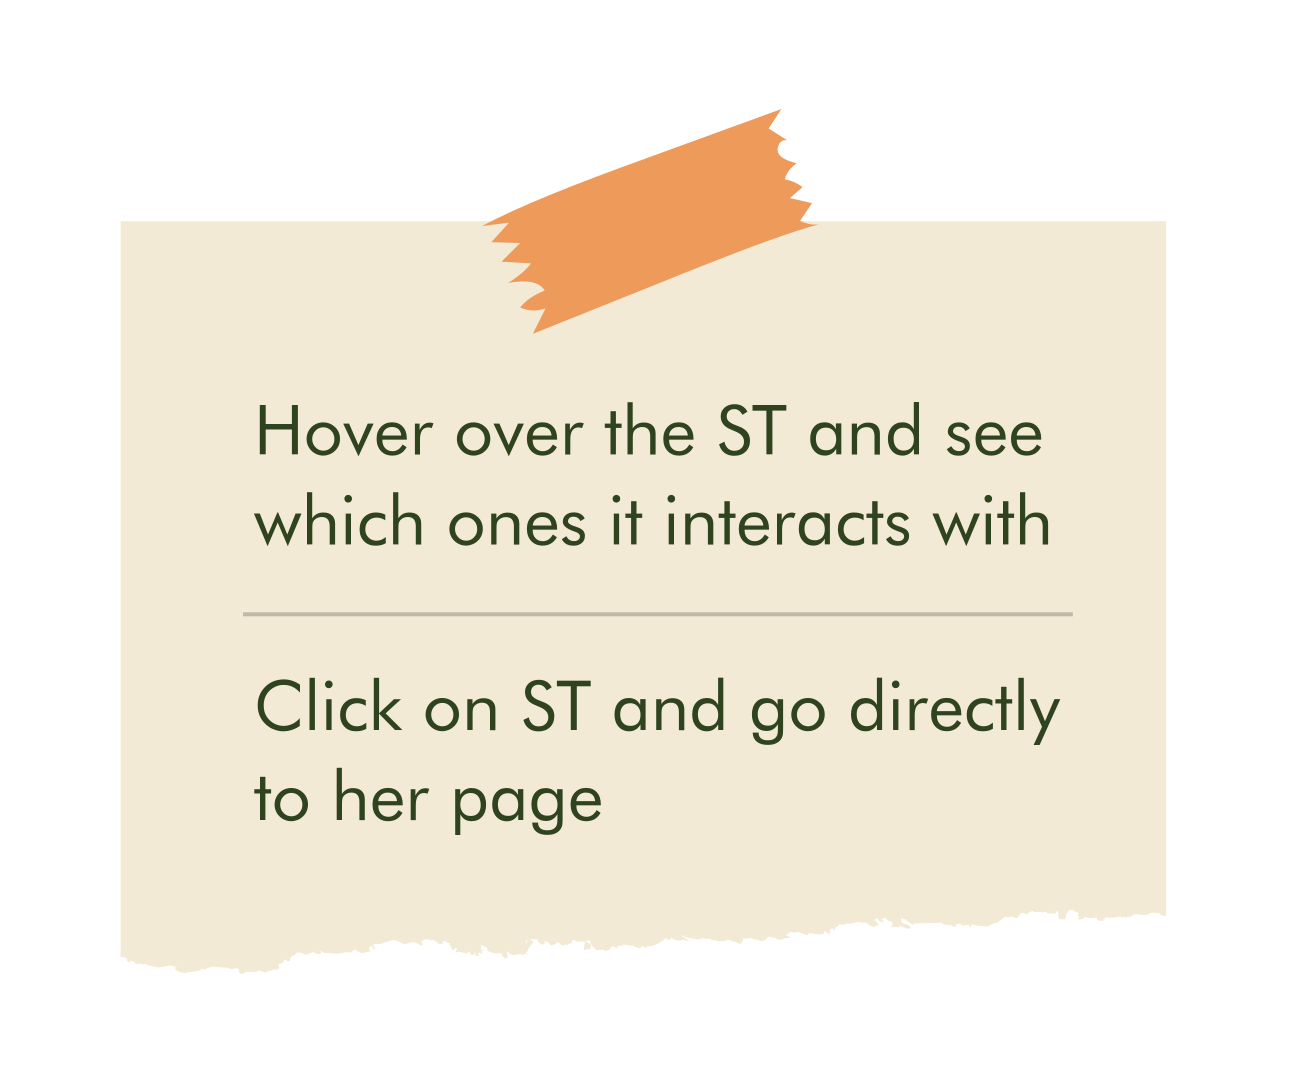 Hover over the ST and see
which ones it interacts with
Click on ST and go directly
to her page